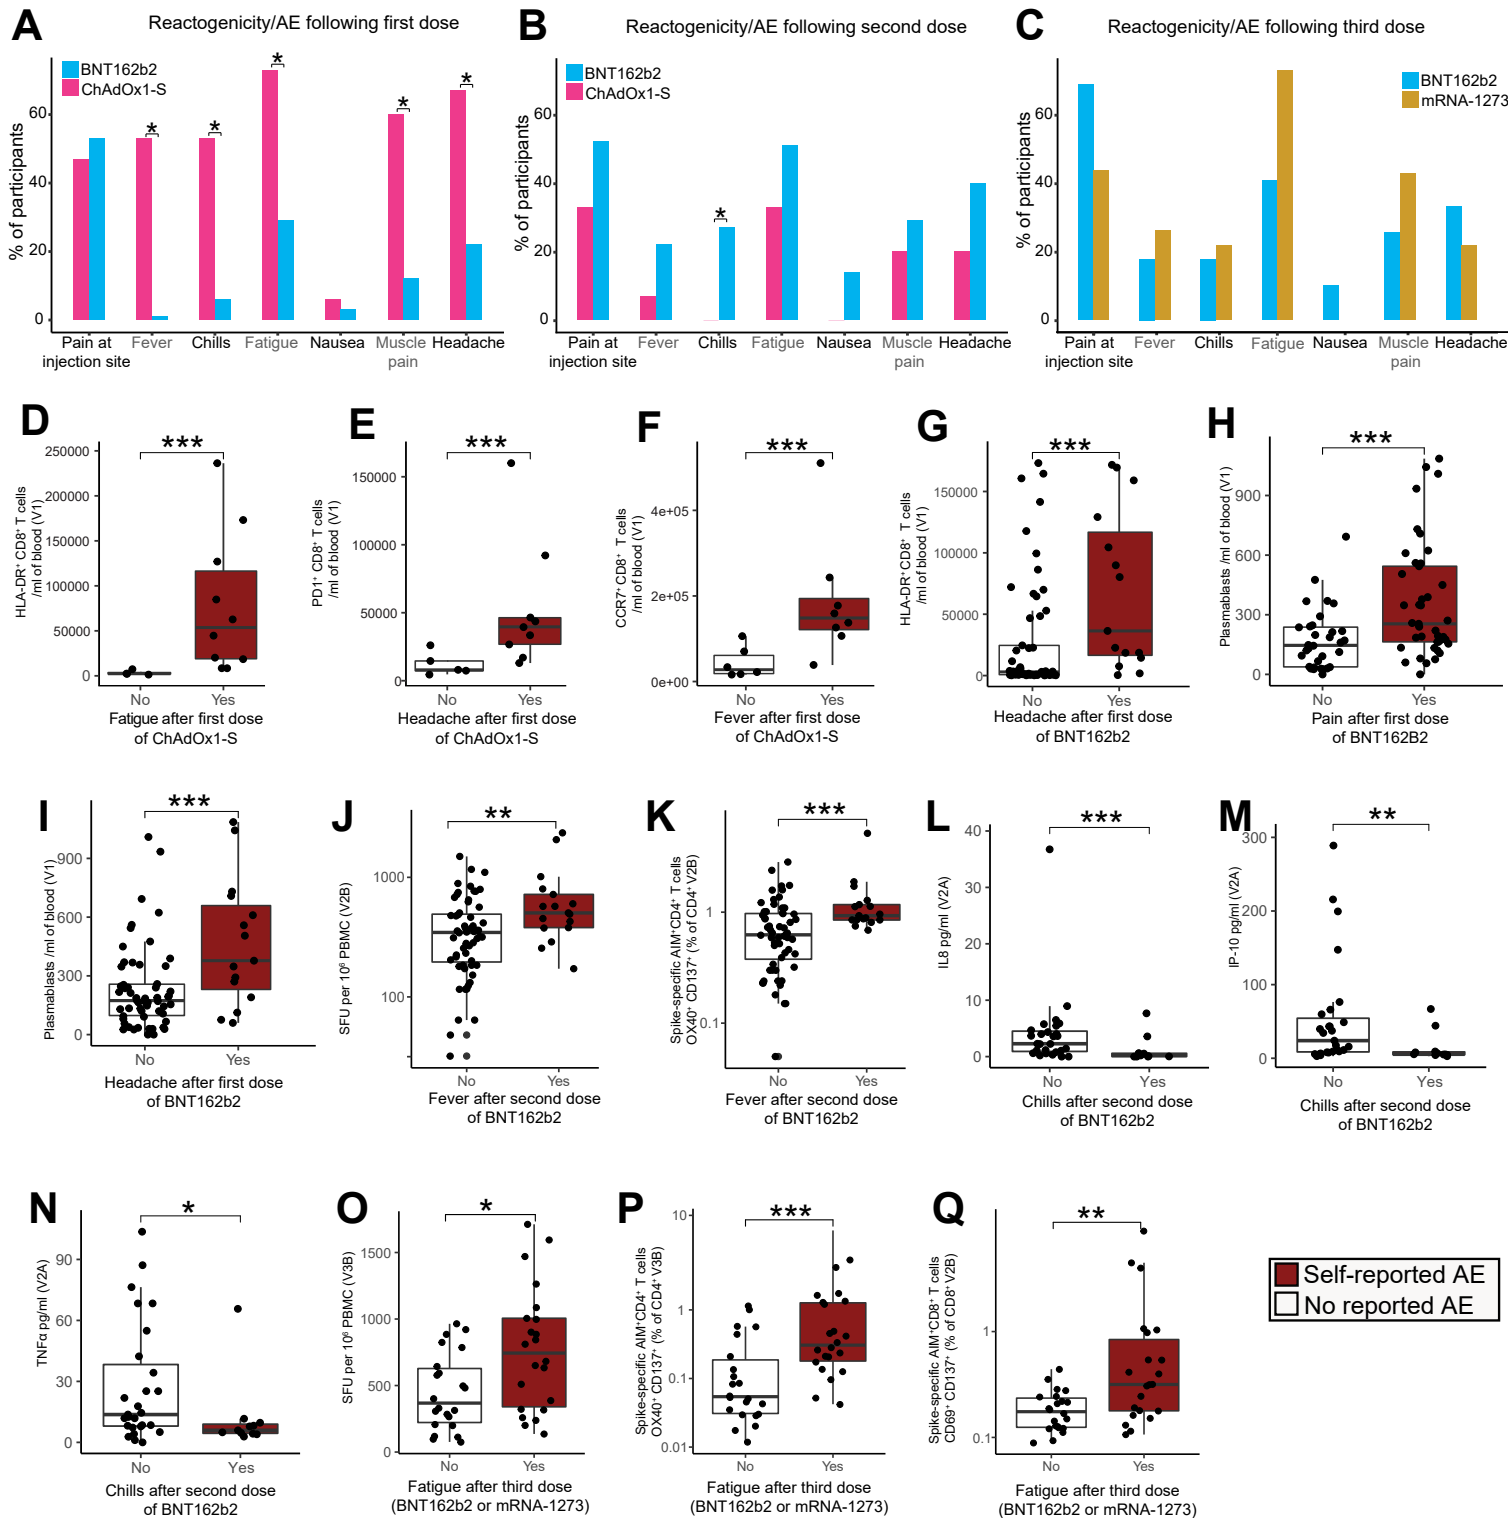 A
Reactogenicity/AE following first dose
BNT162b2
ChAdOx1-S
% of participants
60
40
20
0
*
*
*
*
*
Pain at
injection site
Fever
Chills
Fatigue
Nausea
Muscle
pain
Headache
B
Reactogenicity/AE following second dose
BNT162b2
ChAdOx1-S
% of participants
60
40
20
0
*
Pain at
injection site
Fever
Chills
Fatigue
Nausea
Muscle
pain
Headache
C
Reactogenicity/AE following third dose
BNT162b2
mRNA-1273
% of participants
60
40
20
0
Pain at
injection site
Fever
Chills
Fatigue
Nausea
Muscle
pain
Headache
D
***
HLA-DR⁺ CD8⁺ T cells
/ml of blood (V1)
250000
200000
150000
100000
50000
0
No
Yes
Fatigue after first dose
of ChAdOx1-S
E
***
PD1⁺ CD8⁺ T cells
/ml of blood (V1)
150000
100000
50000
0
No
Yes
Headache after first dose
of ChAdOx1-S
F
***
CCR7⁺ CD8⁺ T cells
/ml of blood (V1)
4e+05
2e+05
0e+00
No
Yes
Fever after first dose
of ChAdOx1-S
G
***
HLA-DR⁺CD8⁺ T cells
/ml of blood (V1)
150000
100000
50000
0
No
Yes
Headache after first dose
of BNT162b2
H
***
Plasmablasts /ml of blood (V1)
900
600
300
0
No
Yes
Pain after first dose
of BNT162B2
I
***
Plasmablasts /ml of blood (V1)
900
600
300
0
No
Yes
Headache after first dose
of BNT162b2
J
**
SFU per 10⁶ PBMC (V2B)
1000
100
No
Yes
Fever after second dose
of BNT162b2
K
***
Spike-specific AIM⁺CD4⁺ T cells
OX40⁺ CD137⁺ (% of CD4⁺ V2B)
1
0.1
No
Yes
Fever after second dose
of BNT162b2
L
***
IL8 pg/ml (V2A)
40
30
20
10
0
No
Yes
Chills after second dose
of BNT162b2
M
**
IP-10 pg/ml (V2A)
300
200
100
0
No
Yes
Chills after second dose
of BNT162b2
N
*
TNFα pg/ml (V2A)
90
60
30
0
No
Yes
Chills after second dose
of BNT162b2
O
*
SFU per 10⁶ PBMC (V3B)
1500
1000
500
0
No
Yes
Fatigue after third dose
(BNT162b2 or mRNA-1273)
P
***
Spike-specific AIM⁺CD4⁺ T cells
OX40⁺ CD137⁺ (% of CD4⁺ V3B)
10
1
0.1
0.01
No
Yes
Fatigue after third dose
(BNT162b2 or mRNA-1273)
Q
**
Spike-specific AIM⁺CD8⁺ T cells
CD69⁺ CD137⁺ (% of CD8⁺ V2B)
1
0.1
No
Yes
Fatigue after third dose
(BNT162b2 or mRNA-1273)
Self-reported AE
No reported AE